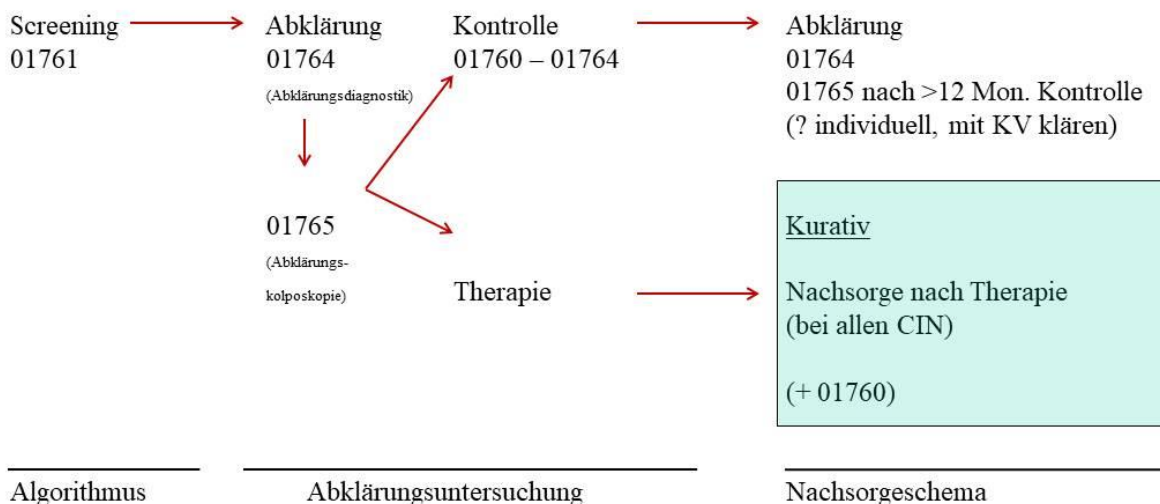 Screening
01761
Abklärung
01764
(Abklärungsdiagnostik)
01765
(Abklärungs-
kolposkopie)
Kontrolle
01760 – 01764
Therapie
Abklärung
01764
01765 nach >12 Mon. Kontrolle
(? individuell, mit KV klären)
Kurativ
Nachsorge nach Therapie
(bei allen CIN)
(+ 01760)
Algorithmus
Abklärungsuntersuchung
Nachsorgeschema